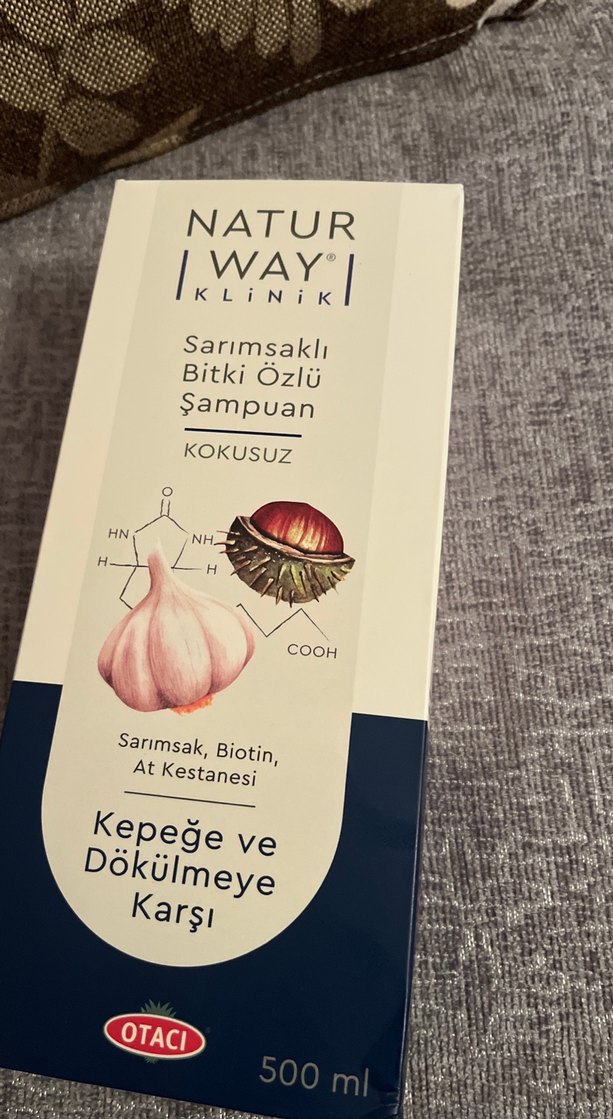 NATUR
WAY®
KLiNiK
Sarımsaklı
Bitki Özlü
Şampuan
KOKUSUZ
O
HN
NH
H
H
COOH
Sarımsak, Biotin,
At Kestanesi
Kepeğe ve
Dökülmeye
Karşı
OTACI
500 ml